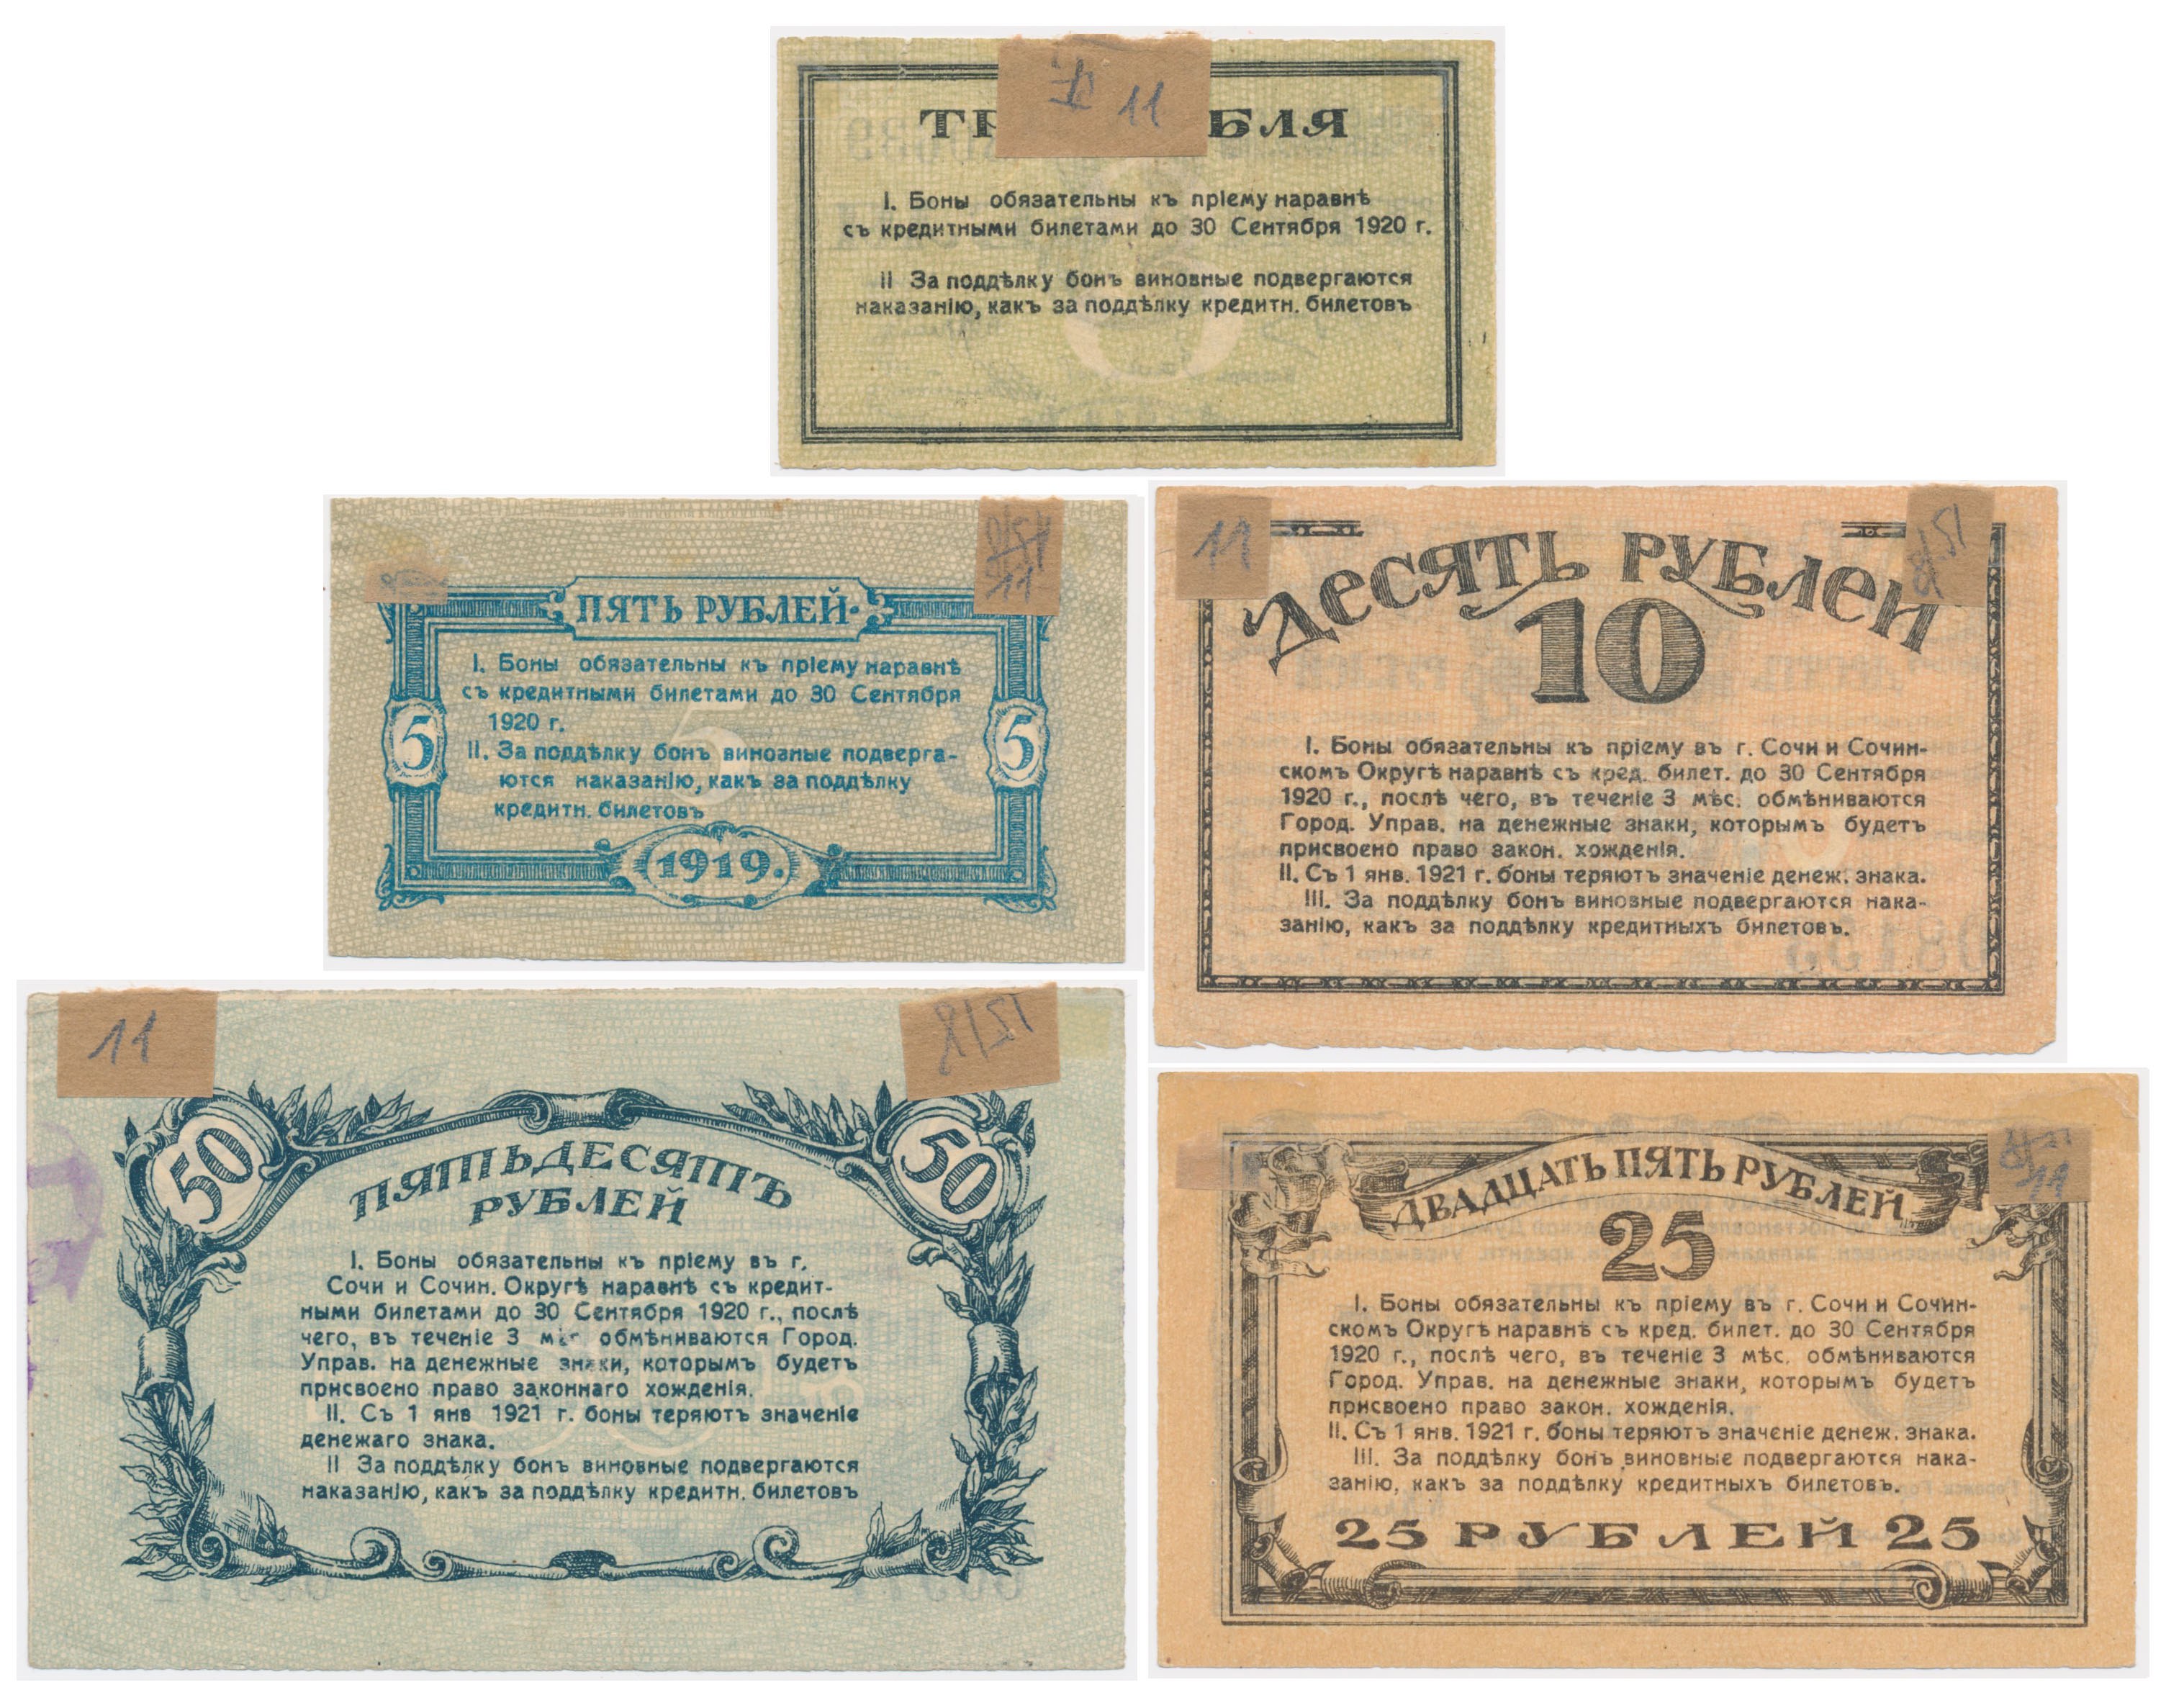 11
I. Боны обязательны къ пріему наравнѣ
съ кредитными билетами до 30 Сентября 1920 г.
II За поддѣлку бонъ виновные подвергаются
наказанію, какъ за поддѣлку кредитн. билетовъ
11
ПЯТЬ РУБЛЕЙ
I. Боны обязательны къ пріему наравнѣ
съ кредитными билетами до 30 Сентября
1920 г.
II. За поддѣлку бонъ виновные подверга-
ются наказанію, какъ за поддѣлку
кредитн. билетовъ
5
5
5
1919.
11
ДЕСЯТЬ РУБЛЕЙ
10
I. Боны обязательны къ пріему въ г. Сочи и Сочин-
скомъ Округѣ наравнѣ съ кред. билет. до 30 Сентября
1920 г., послѣ чего, въ теченіе 3 мѣс. обмѣниваются
Город. Управ. на денежные знаки, которымъ будетъ
присвоено право закон. хожденія.
II. Съ 1 янв. 1921 г. боны теряютъ значеніе денеж. знака.
III. За поддѣлку бонъ виновные подвергаются нака-
занію, какъ за поддѣлку кредитныхъ билетовъ.
11
50
50
ПЯТЬДЕСЯТЪ
РУБЛЕЙ
I. Боны обязательны къ пріему въ г.
Сочи и Сочин. Округѣ наравнѣ съ кредит-
ными билетами до 30 Сентября 1920 г., послѣ
чего, въ теченіе 3 мѣс обмѣниваются Город.
Управ. на денежные знаки, которымъ будетъ
присвоено право законнаго хожденія.
II. Съ 1 янв 1921 г. боны теряютъ значеніе
денежаго знака.
II За поддѣлку бонъ виновные подвергаются
наказанію, какъ за поддѣлку кредитн. билетовъ
11
ДВАДЦАТЬ ПЯТЬ РУБЛЕЙ
25
I. Боны обязательны къ пріему въ г. Сочи и Сочин-
скомъ Округѣ наравнѣ съ кред. билет. до 30 Сентября
1920 г., послѣ чего, въ теченіе 3 мѣс. обмѣниваются
Город. Управ. на денежные знаки, которымъ будетъ
присвоено право закон. хожденія.
II. Съ 1 янв. 1921 г. боны теряютъ значеніе денеж. знака.
III. За поддѣлку бонъ виновные подвергаются нака-
занію, какъ за поддѣлку кредитныхъ билетовъ.
25 РУБЛЕЙ 25